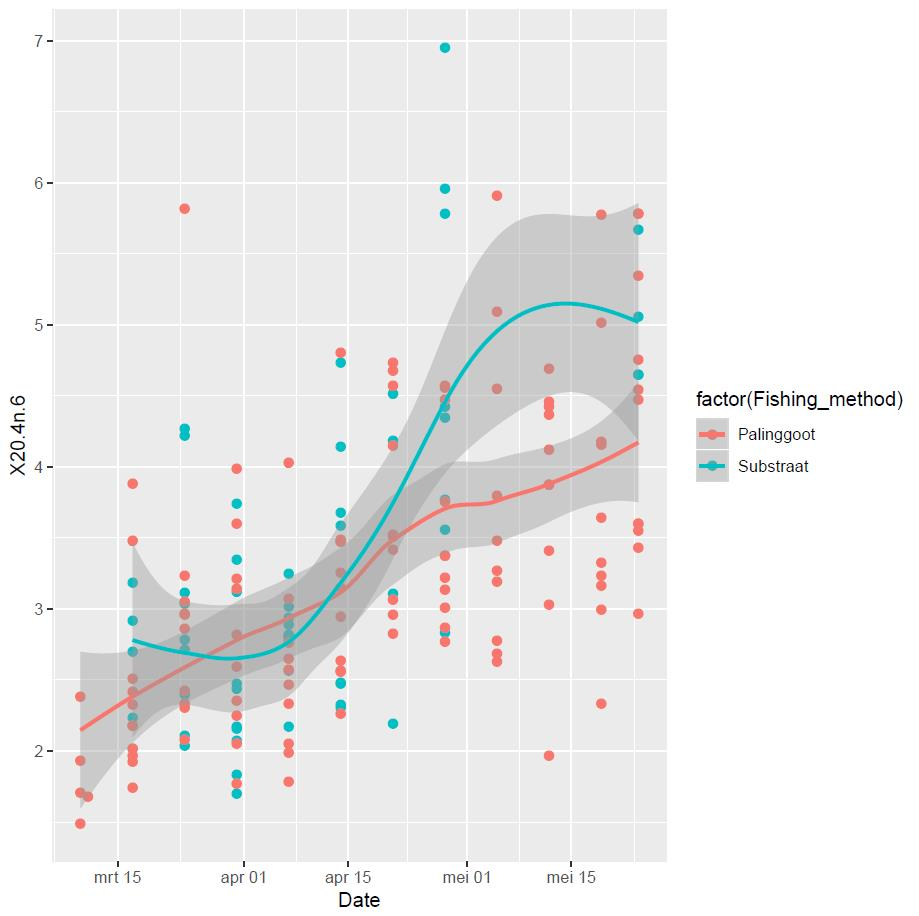 7
6
5
4
3
2
X20.4n.6
mrt 15
apr 01
apr 15
mei 01
mei 15
Date
factor(Fishing_method)
Palinggoot
Substraat